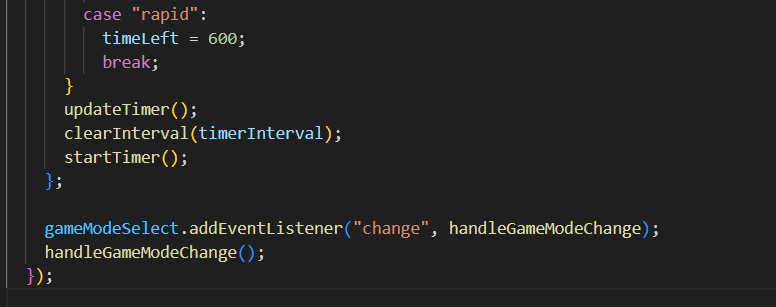 case "rapid":
timeLeft = 600;
break;
}
updateTimer();
clearInterval(timerInterval);
startTimer();
};
gameModeSelect.addEventListener("change", handleGameModeChange);
handleGameModeChange();
});